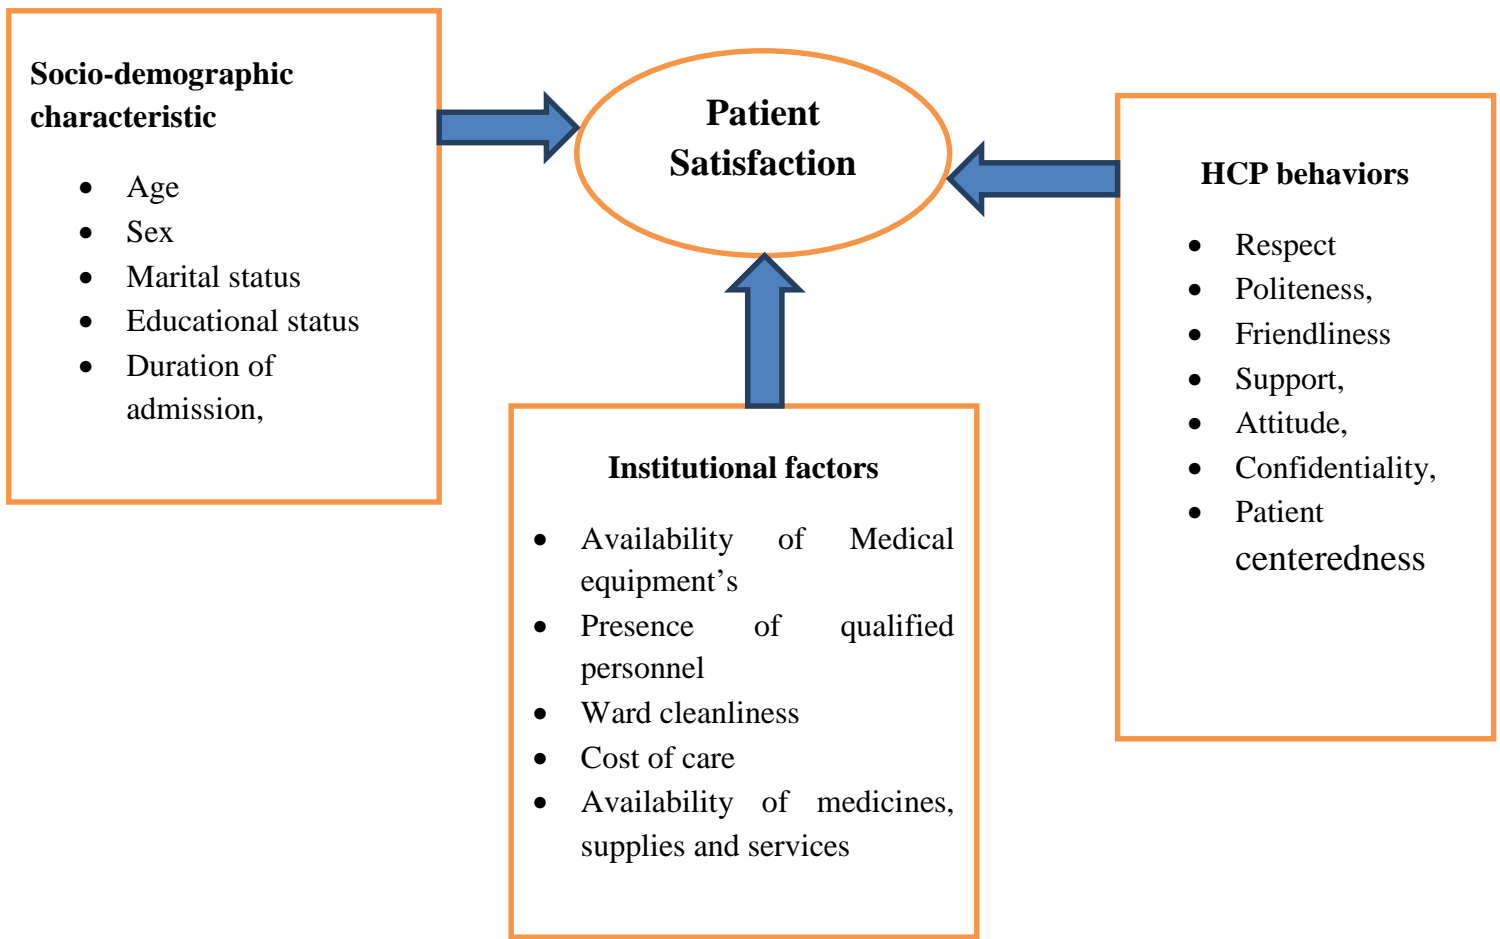 Socio-demographic
characteristic
• Age
• Sex
• Marital status
• Educational status
• Duration of
admission,
Patient
Satisfaction
HCP behaviors
• Respect
• Politeness,
• Friendliness
• Support,
• Attitude,
• Confidentiality,
• Patient
centeredness
Institutional factors
• Availability of Medical
equipment’s
• Presence of qualified
personnel
• Ward cleanliness
• Cost of care
• Availability of medicines,
supplies and services